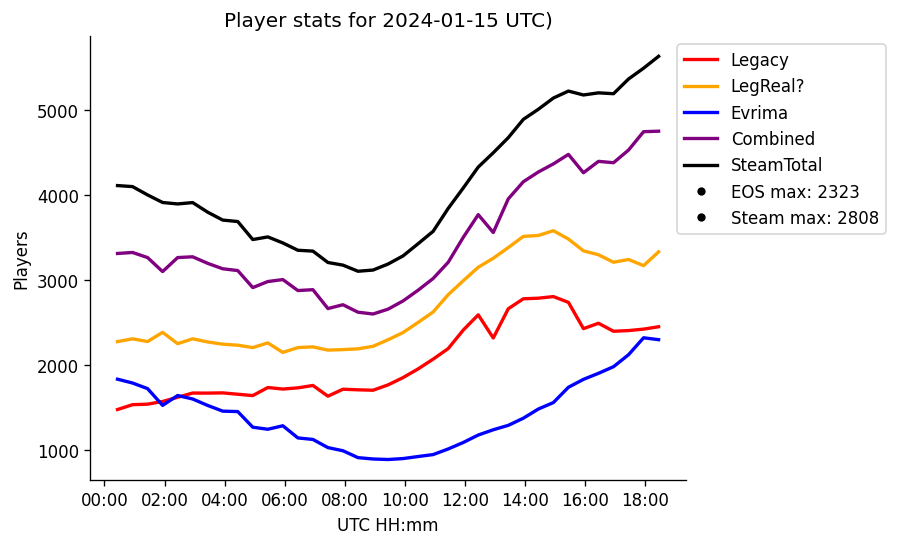 Player stats for 2024-01-15 UTC)
Legacy
LegReal?
Evrima
Combined
SteamTotal
EOS max: 2323
Steam max: 2808
Players
5000
4000
3000
2000
1000
00:00 02:00 04:00 06:00 08:00 10:00 12:00 14:00 16:00 18:00
UTC HH:mm